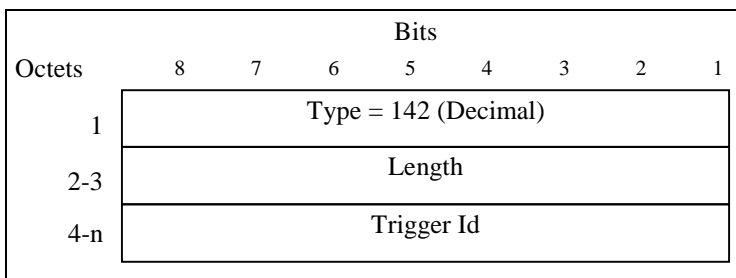 Bits
Octets 8 7 6 5 4 3 2 1
1 Type = 142 (Decimal)
2-3 Length
4-n Trigger Id